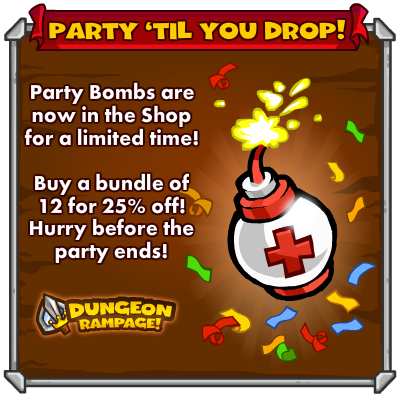 PARTY ‘TIL YOU DROP!
Party Bombs are
now in the Shop
for a limited time!
Buy a bundle of
12 for 25% off!
Hurry before the
party ends!
DUNGEON
RAMPAGE!